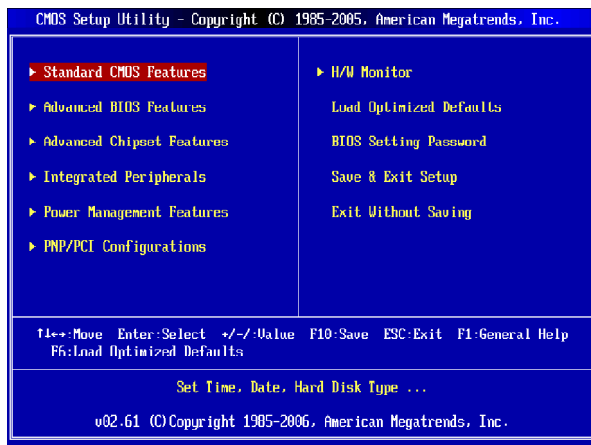 CMOS Setup Utility - Copyright (C) 1985-2005, American Megatrends, Inc.
▶ Standard CMOS Features
▶ Advanced BIOS Features
▶ Advanced Chipset Features
▶ Integrated Peripherals
▶ Power Management Features
▶ PNP/PCI Configurations
▶ H/W Monitor
Load Optimized Defaults
BIOS Setting Password
Save & Exit Setup
Exit Without Saving
↑↓←→:Move Enter:Select +/-/:Value F10:Save ESC:Exit F1:General Help
F6:Load Optimized Defaults
Set Time, Date, Hard Disk Type ...
v02.61 (C)Copyright 1985-2006, American Megatrends, Inc.